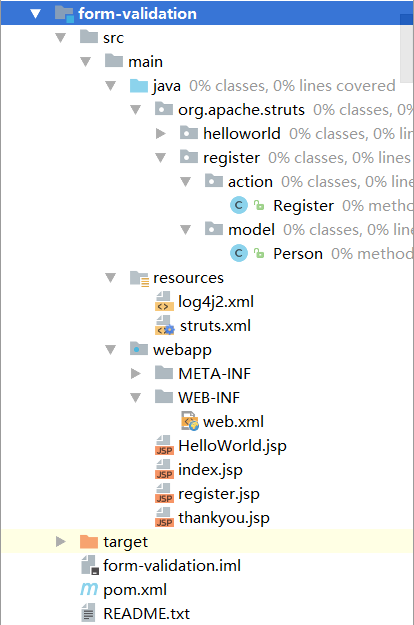 form-validation
src
main
java 0% classes, 0% lines covered
org.apache.struts 0% classes, 0%
helloworld 0% classes, 0% lin
register 0% classes, 0% lines
action 0% classes, 0% line
Register 0% metho
model 0% classes, 0% line
Person 0% method
resources
log4j2.xml
struts.xml
webapp
META-INF
WEB-INF
web.xml
HelloWorld.jsp
index.jsp
register.jsp
thankyou.jsp
target
form-validation.iml
pom.xml
README.txt